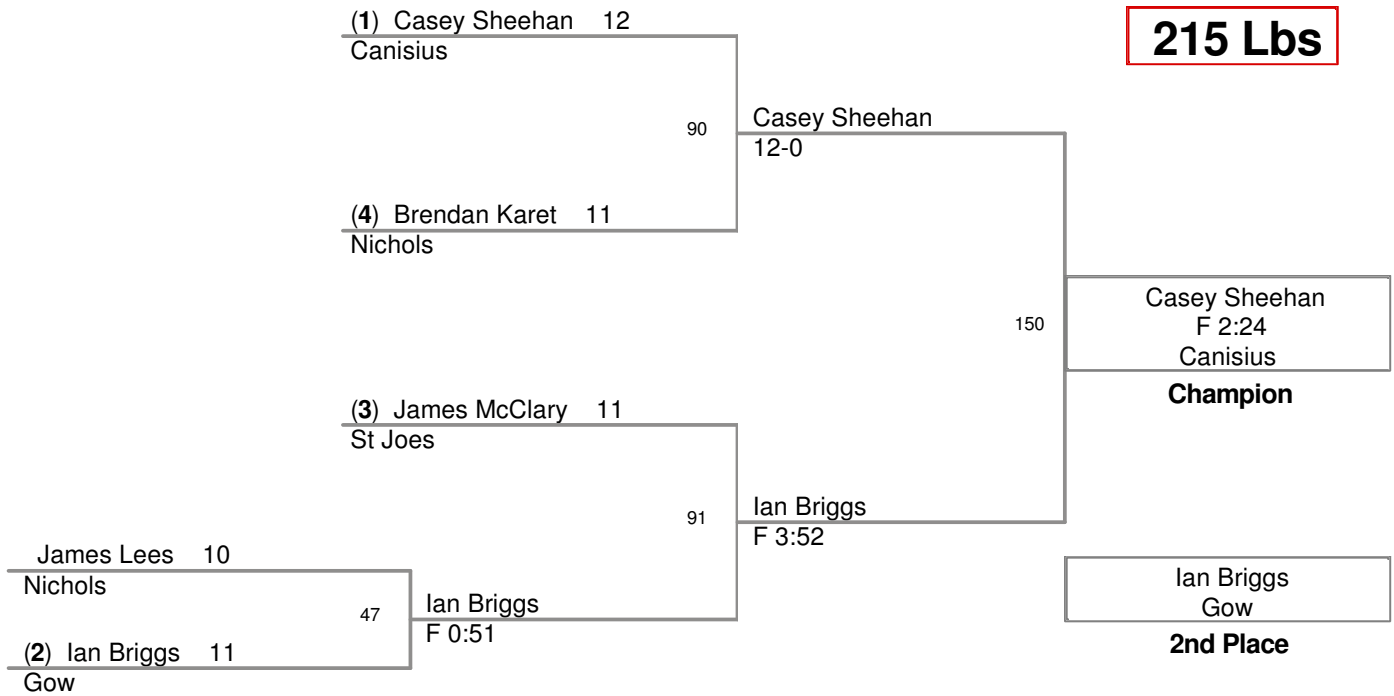 (1) Casey Sheehan 12
Canisius
215 Lbs
90
Casey Sheehan
12-0
(4) Brendan Karet 11
Nichols
150
Casey Sheehan
F 2:24
Canisius
Champion
(3) James McClary 11
St Joes
91
Ian Briggs
F 3:52
James Lees 10
Nichols
47
Ian Briggs
F 0:51
(2) Ian Briggs 11
Gow
Ian Briggs
Gow
2nd Place